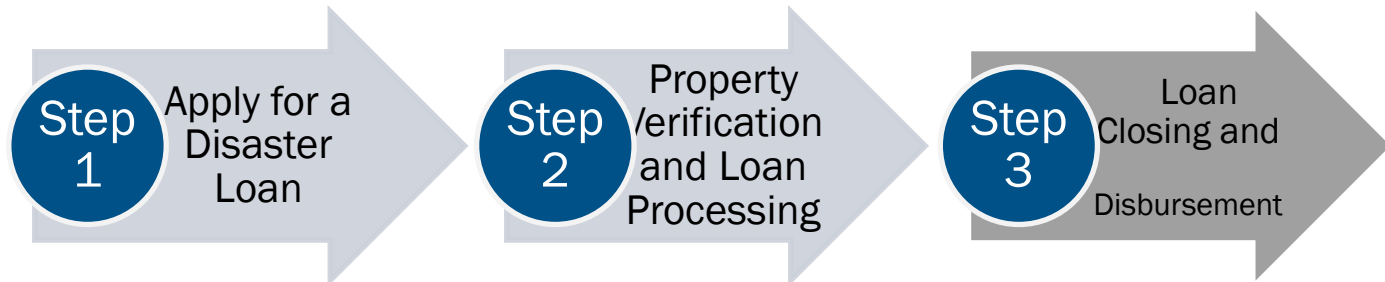 Step
1
Apply for a
Disaster
Loan
Step
2
Property
Verification
and Loan
Processing
Step
3
Loan
Closing and
Disbursement